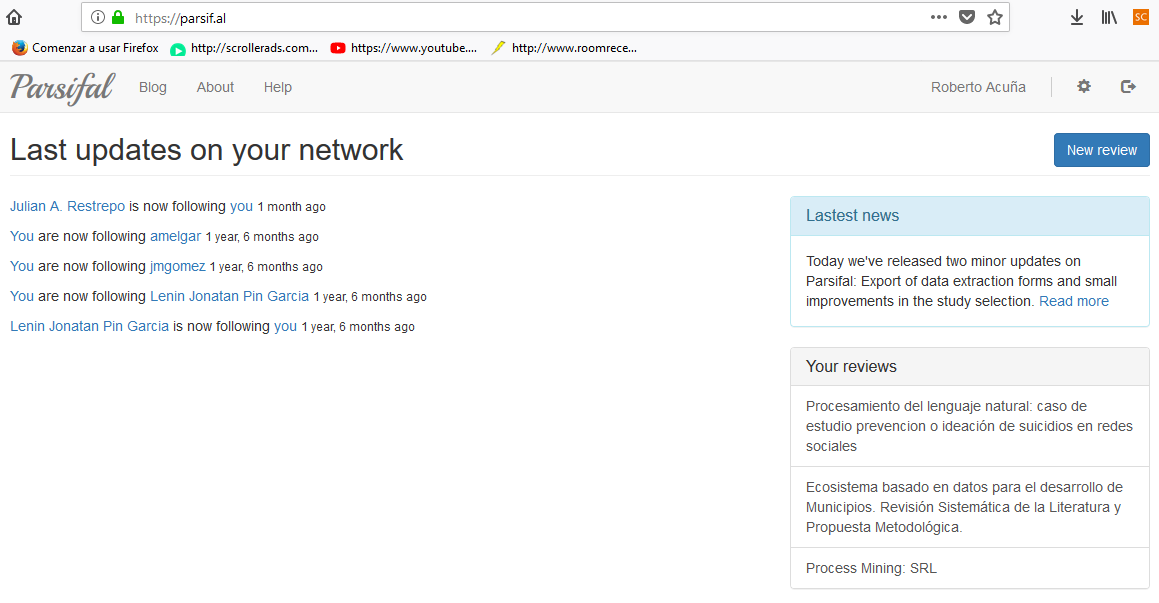 https://parsif.al
SC
Comenzar a usar Firefox http://scrollerads.com... https://www.youtube.... http://www.roomrece...
Parsifal Blog About Help Roberto Acuña
Last updates on your network
New review
Julian A. Restrepo is now following you 1 month ago
You are now following amelgar 1 year, 6 months ago
You are now following jmgomez 1 year, 6 months ago
You are now following Lenin Jonatan Pin Garcia 1 year, 6 months ago
Lenin Jonatan Pin Garcia is now following you 1 year, 6 months ago
Lastest news
Today we've released two minor updates on
Parsifal: Export of data extraction forms and small
improvements in the study selection. Read more
Your reviews
Procesamiento del lenguaje natural: caso de
estudio prevencion o ideación de suicidios en redes
sociales
Ecosistema basado en datos para el desarrollo de
Municipios. Revisión Sistemática de la Literatura y
Propuesta Metodológica.
Process Mining: SRL